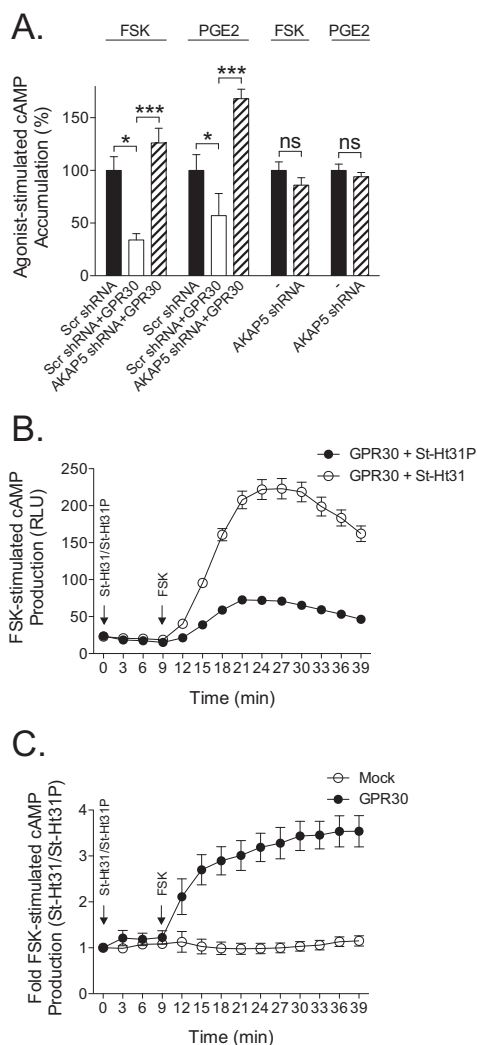 A.
FSK PGE2 FSK PGE2
Agonist-stimulated cAMP
Accumulation (%)
150
100
50
0
* *** * *** ns ns
Scr shRNA
Scr shRNA+GPR30
AKAP5 shRNA+GPR30
Scr shRNA
Scr shRNA+GPR30
AKAP5 shRNA+GPR30
-
AKAP5 shRNA
-
AKAP5 shRNA
B.
GPR30 + St-Ht31P
GPR30 + St-Ht31
FSK-stimulated cAMP
Production (RLU)
250
200
150
100
50
0
St-Ht31/St-Ht31P
FSK
0 3 6 9 12 15 18 21 24 27 30 33 36 39
Time (min)
C.
Mock
GPR30
Fold FSK-stimulated cAMP
Production (St-Ht31/St-Ht31P)
4
3
2
1
0
St-Ht31/St-Ht31P
FSK
0 3 6 9 12 15 18 21 24 27 30 33 36 39
Time (min)